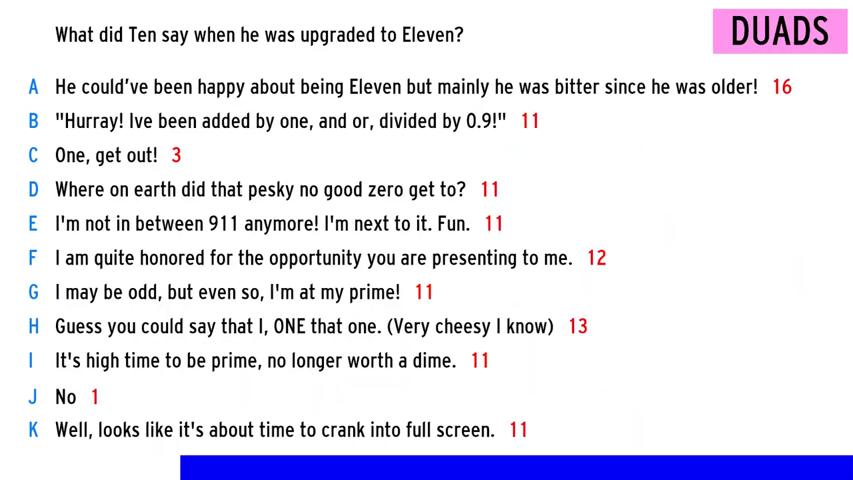 What did Ten say when he was upgraded to Eleven?
DUADS
A He could've been happy about being Eleven but mainly he was bitter since he was older! 16
B "Hurray! Ive been added by one, and or, divided by 0.9!" 11
C One, get out! 3
D Where on earth did that pesky no good zero get to? 11
E I'm not in between 911 anymore! I'm next to it. Fun. 11
F I am quite honored for the opportunity you are presenting to me. 12
G I may be odd, but even so, I'm at my prime! 11
H Guess you could say that I, ONE that one. (Very cheesy I know) 13
I It's high time to be prime, no longer worth a dime. 11
J No 1
K Well, looks like it's about time to crank into full screen. 11